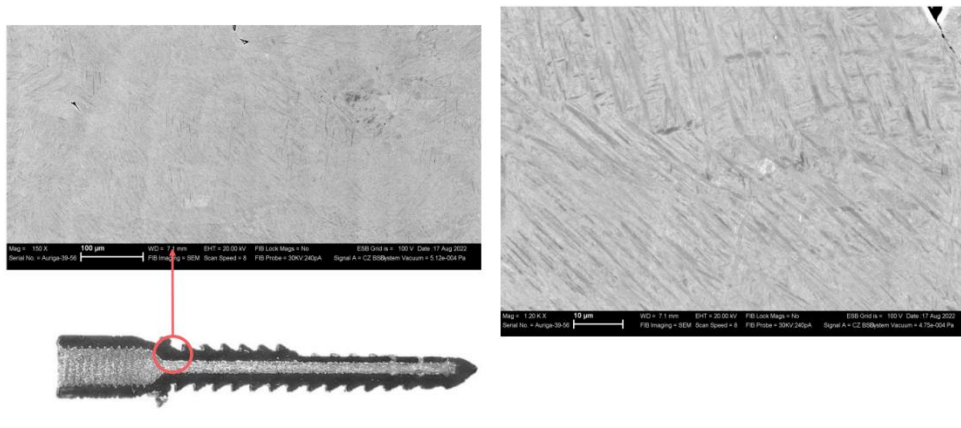 Mag = 150 X 100 µm WD = 7.1 mm EHT = 20.00 kV FIB Lock Mags = No ESB Grid is = 100 V Date :17 Aug 2022
Serial No. = Auriga-39-56 FIB Imaging = SEM Scan Speed = 8 FIB Probe = 30KV:240pA Signal A = CZ BSD System Vacuum = 5.12e-004 Pa
Mag = 1.20 K X 10 µm WD = 7.1 mm EHT = 20.00 kV FIB Lock Mags = No ESB Grid is = 100 V Date :17 Aug 2022
Serial No. = Auriga-39-56 FIB Imaging = SEM Scan Speed = 8 FIB Probe = 30KV:240pA Signal A = CZ BSD System Vacuum = 4.75e-004 Pa